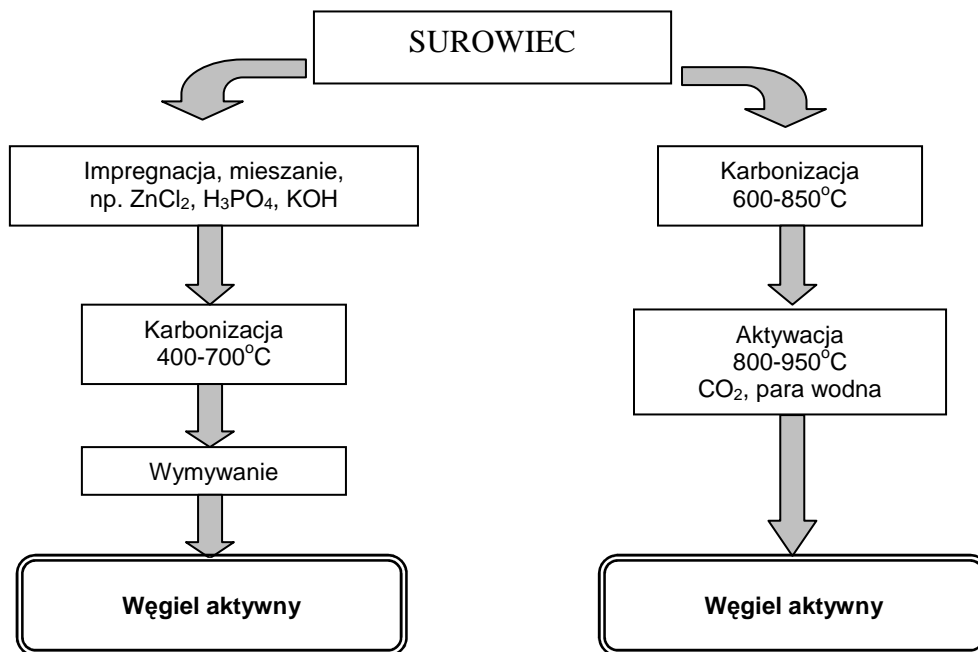 SUROWIEC
Impregnacja, mieszanie,
np. ZnCl₂, H₃PO₄, KOH
Karbonizacja
400-700°C
Wymywanie
Węgiel aktywny
Karbonizacja
600-850°C
Aktywacja
800-950°C
CO₂, para wodna
Węgiel aktywny